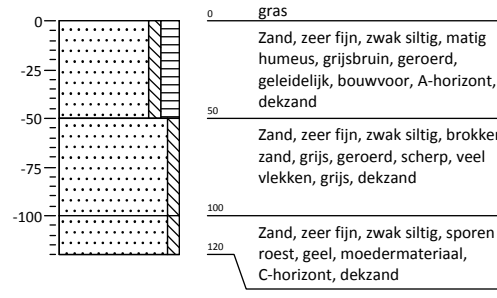 0
-25
-50
-75
-100
0 gras
Zand, zeer fijn, zwak siltig, matig
humeus, grijsbruin, geroerd,
geleidelijk, bouwvoor, A-horizont,
dekzand
50
Zand, zeer fijn, zwak siltig, brokken
zand, grijs, geroerd, scherp, veel
vlekken, grijs, dekzand
100
Zand, zeer fijn, zwak siltig, sporen
roest, geel, moedermateriaal,
C-horizont, dekzand
120